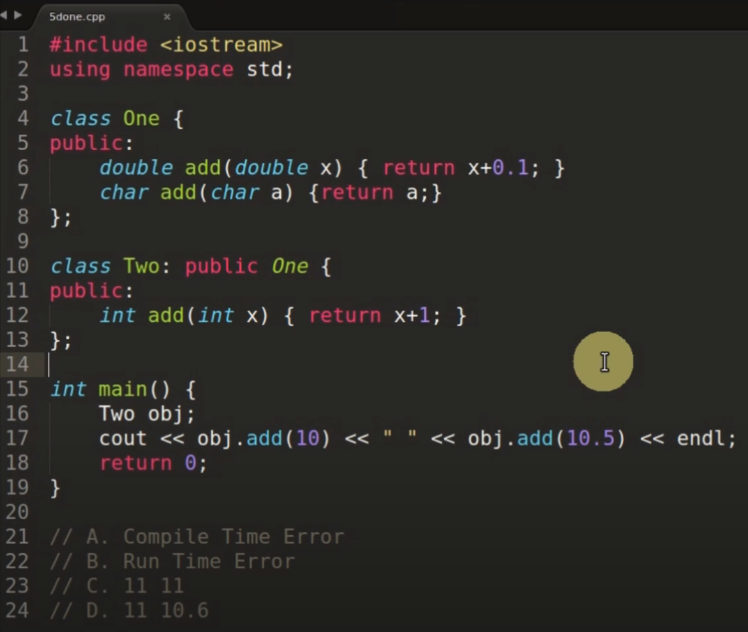 5done.cpp ×
1 #include <iostream>
2 using namespace std;
3
4 class One {
5 public:
6     double add(double x) { return x+0.1; }
7     char add(char a) {return a;}
8 };
9
10 class Two: public One {
11 public:
12     int add(int x) { return x+1; }
13 };
14
15 int main() {
16     Two obj;
17     cout << obj.add(10) << " " << obj.add(10.5) << endl;
18     return 0;
19 }
20
21 // A. Compile Time Error
22 // B. Run Time Error
23 // C. 11 11
24 // D. 11 10.6